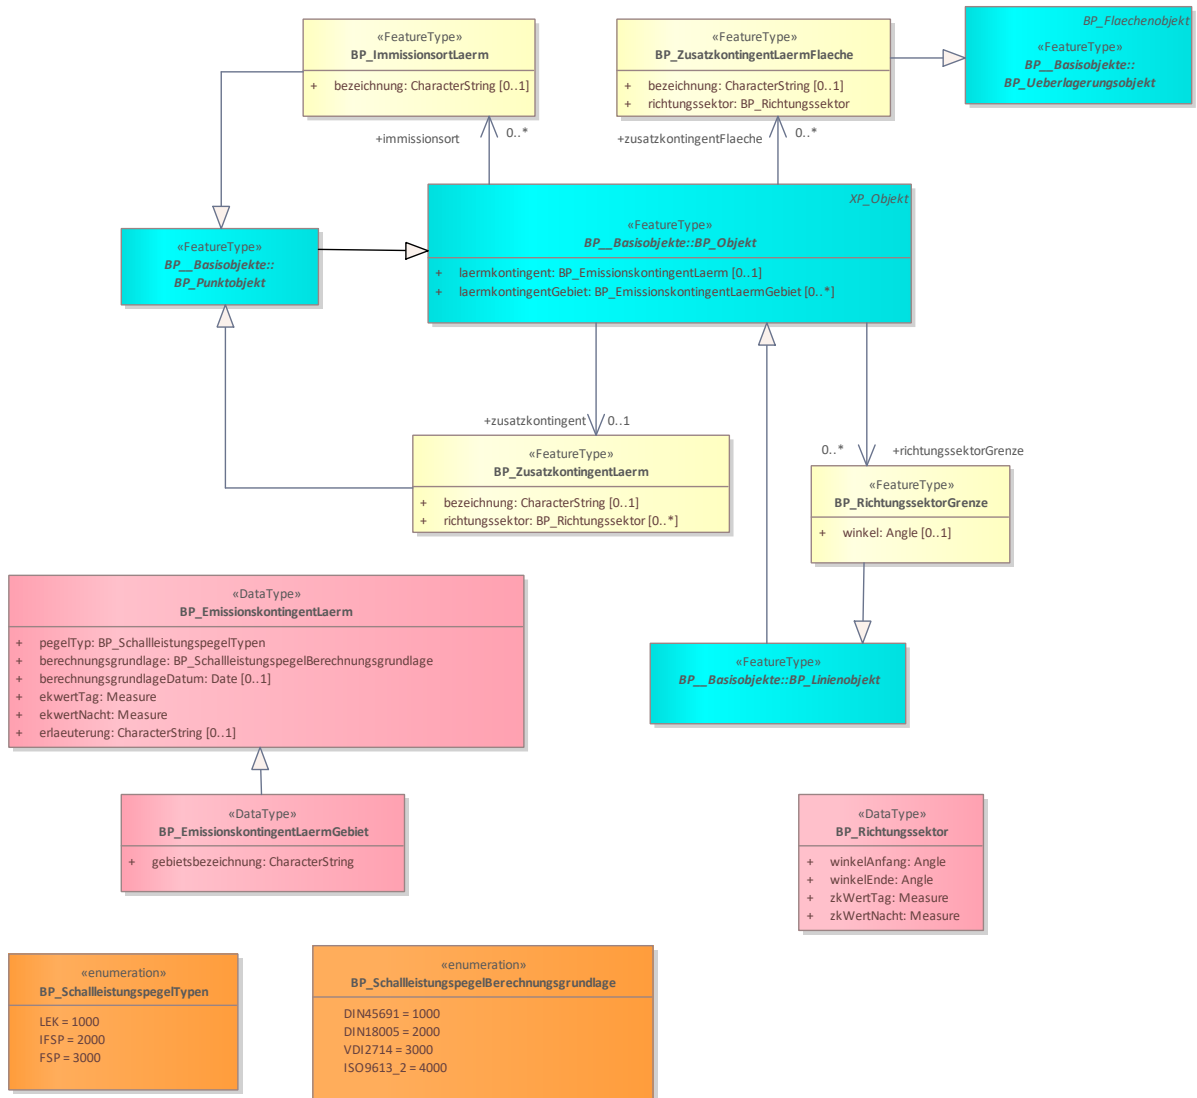 «FeatureType»
BP_ImmissionsortLaerm
+ bezeichnung: CharacterString [0..1]
«FeatureType»
BP_ZusatzkontingentLaermFlaeche
+ bezeichnung: CharacterString [0..1]
+ richtungssektor: BP_Richtungssektor
BP_Flaechenobjekt
«FeatureType»
BP__Basisobjekte::
BP_Ueberlagerungsobjekt
+immissionsort 0..*
+zusatzkontingentFlaeche 0..*
XP_Objekt
«FeatureType»
BP__Basisobjekte::BP_Objekt
+ laermkontingent: BP_EmissionskontingentLaerm [0..1]
+ laermkontingentGebiet: BP_EmissionskontingentLaermGebiet [0..*]
«FeatureType»
BP__Basisobjekte::
BP_Punktobjekt
+zusatzkontingent 0..1
0..* +richtungssektorGrenze
«FeatureType»
BP_ZusatzkontingentLaerm
+ bezeichnung: CharacterString [0..1]
+ richtungssektor: BP_Richtungssektor [0..*]
«FeatureType»
BP_RichtungssektorGrenze
+ winkel: Angle [0..1]
«DataType»
BP_EmissionskontingentLaerm
+ pegelTyp: BP_SchallleistungspegelTypen
+ berechnungsgrundlage: BP_SchallleistungspegelBerechnungsgrundlage
+ berechnungsgrundlageDatum: Date [0..1]
+ ekwertTag: Measure
+ ekwertNacht: Measure
+ erlaeuterung: CharacterString [0..1]
«FeatureType»
BP__Basisobjekte::BP_Linienobjekt
«DataType»
BP_EmissionskontingentLaermGebiet
+ gebietsbezeichnung: CharacterString
«DataType»
BP_Richtungssektor
+ winkelAnfang: Angle
+ winkelEnde: Angle
+ zkWertTag: Measure
+ zkWertNacht: Measure
«enumeration»
BP_SchallleistungspegelTypen
LEK = 1000
IFSP = 2000
FSP = 3000
«enumeration»
BP_SchallleistungspegelBerechnungsgrundlage
DIN45691 = 1000
DIN18005 = 2000
VDI2714 = 3000
ISO9613_2 = 4000